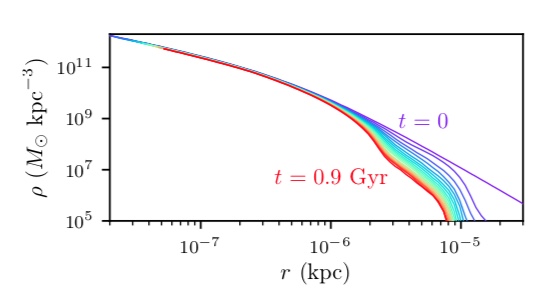 10¹¹
10⁹
10⁷
10⁵
ρ (M☉ kpc⁻³)
t = 0
t = 0.9 Gyr
10⁻⁷ 10⁻⁶ 10⁻⁵
r (kpc)